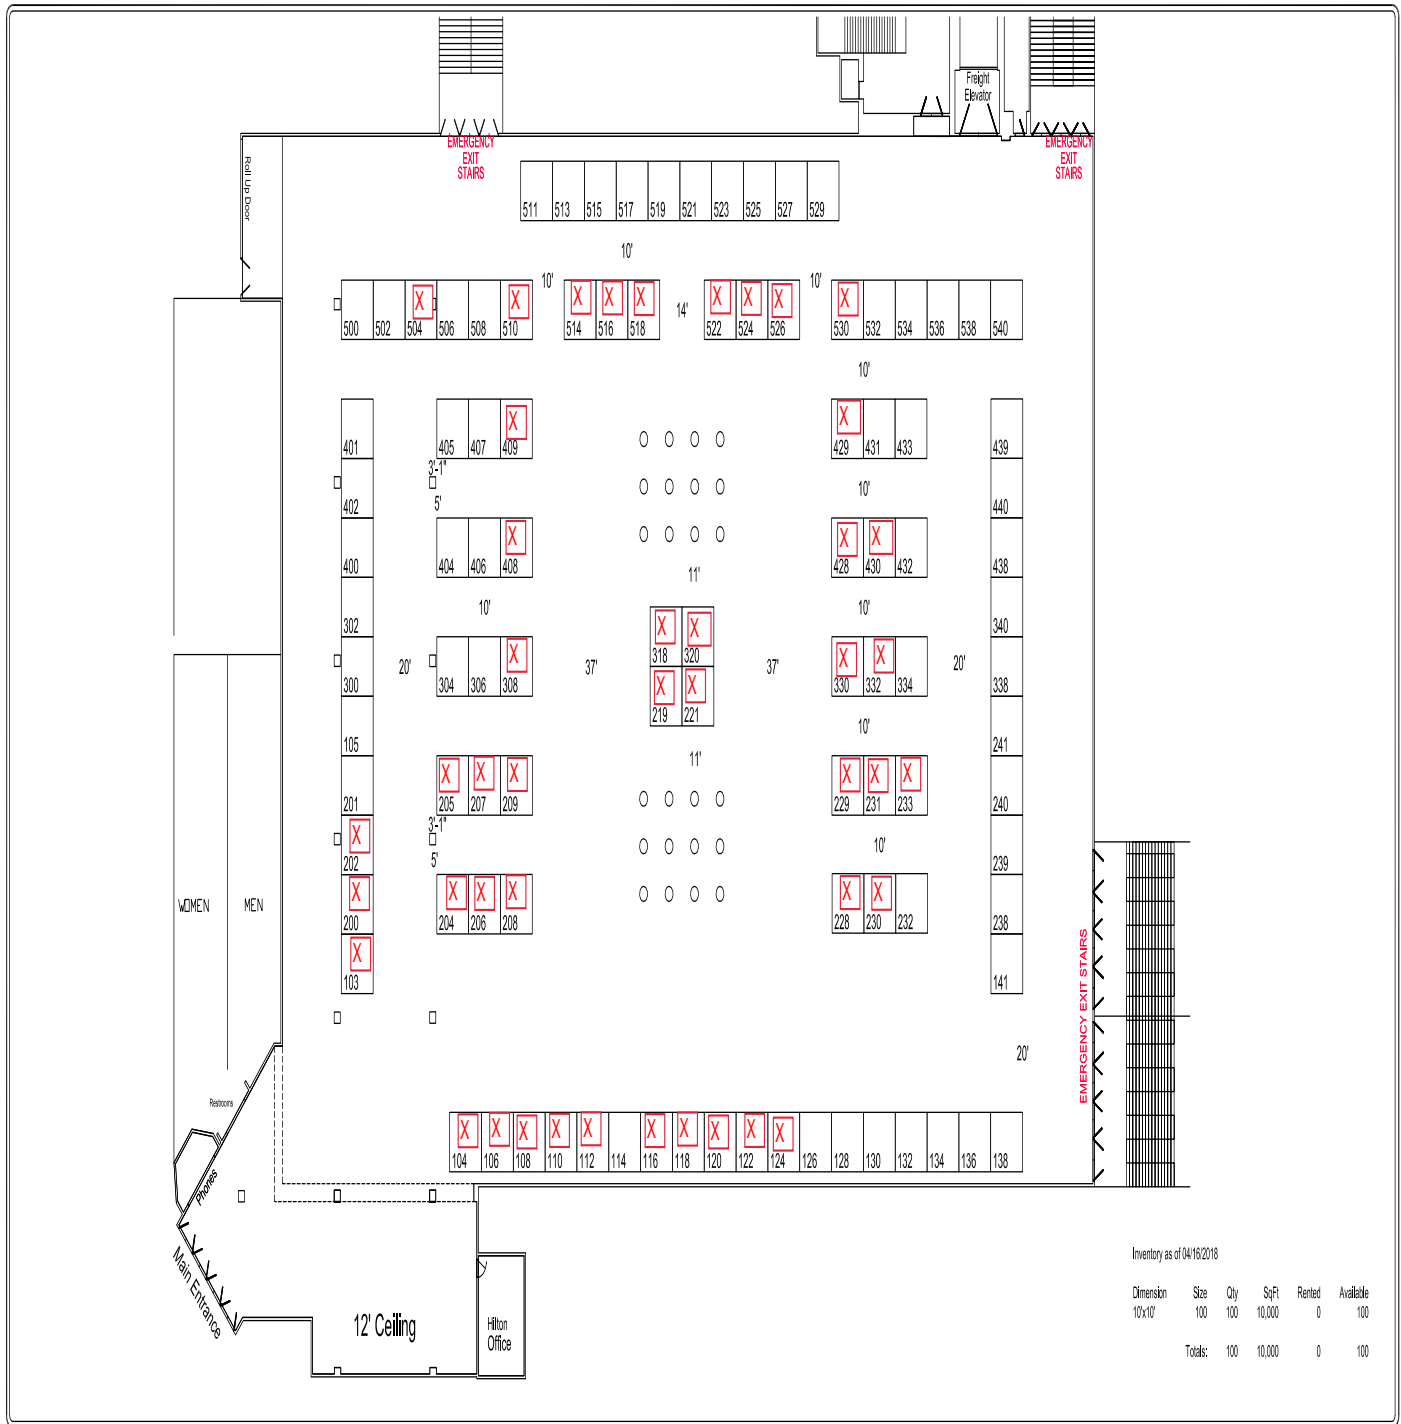 Freight
Elevator
EMERGENCY
EXIT
STAIRS
EMERGENCY
EXIT
STAIRS
Roll Up Door
511 513 515 517 519 521 523 525 527 529
10'
10' 10'
14'
X X X X X X X X X
500 502 504 506 508 510 514 516 518 522 524 526 530 532 534 536 538 540
10'
X X
401 405 407 409 429 431 433 439
3'-1"
10'
402 440
5'
X X X
400 404 406 408 428 430 432 438
11'
10' 10'
302 340
X X
318 320
20' 37' 37' 20'
X X X
300 304 306 308 330 332 334 338
X X
219 221
10'
105 241
11'
X X X X X X
201 205 207 209 229 231 233 240
3'-1"
10'
5'
X
202 239
X X X X X X
200 204 206 208 228 230 232 238
WOMEN MEN
X
103 141
EMERGENCY EXIT STAIRS
20'
Restrooms
X X X X X X X X X X
104 106 108 110 112 114 116 118 120 122 124 126 128 130 132 134 136 138
Phones
Main Entrance
12' Ceiling
Hilton
Office
Inventory as of 04/16/2018
Dimension Size Qty SqFt Rented Available
10'x10' 100 100 10,000 0 100
Totals: 100 10,000 0 100